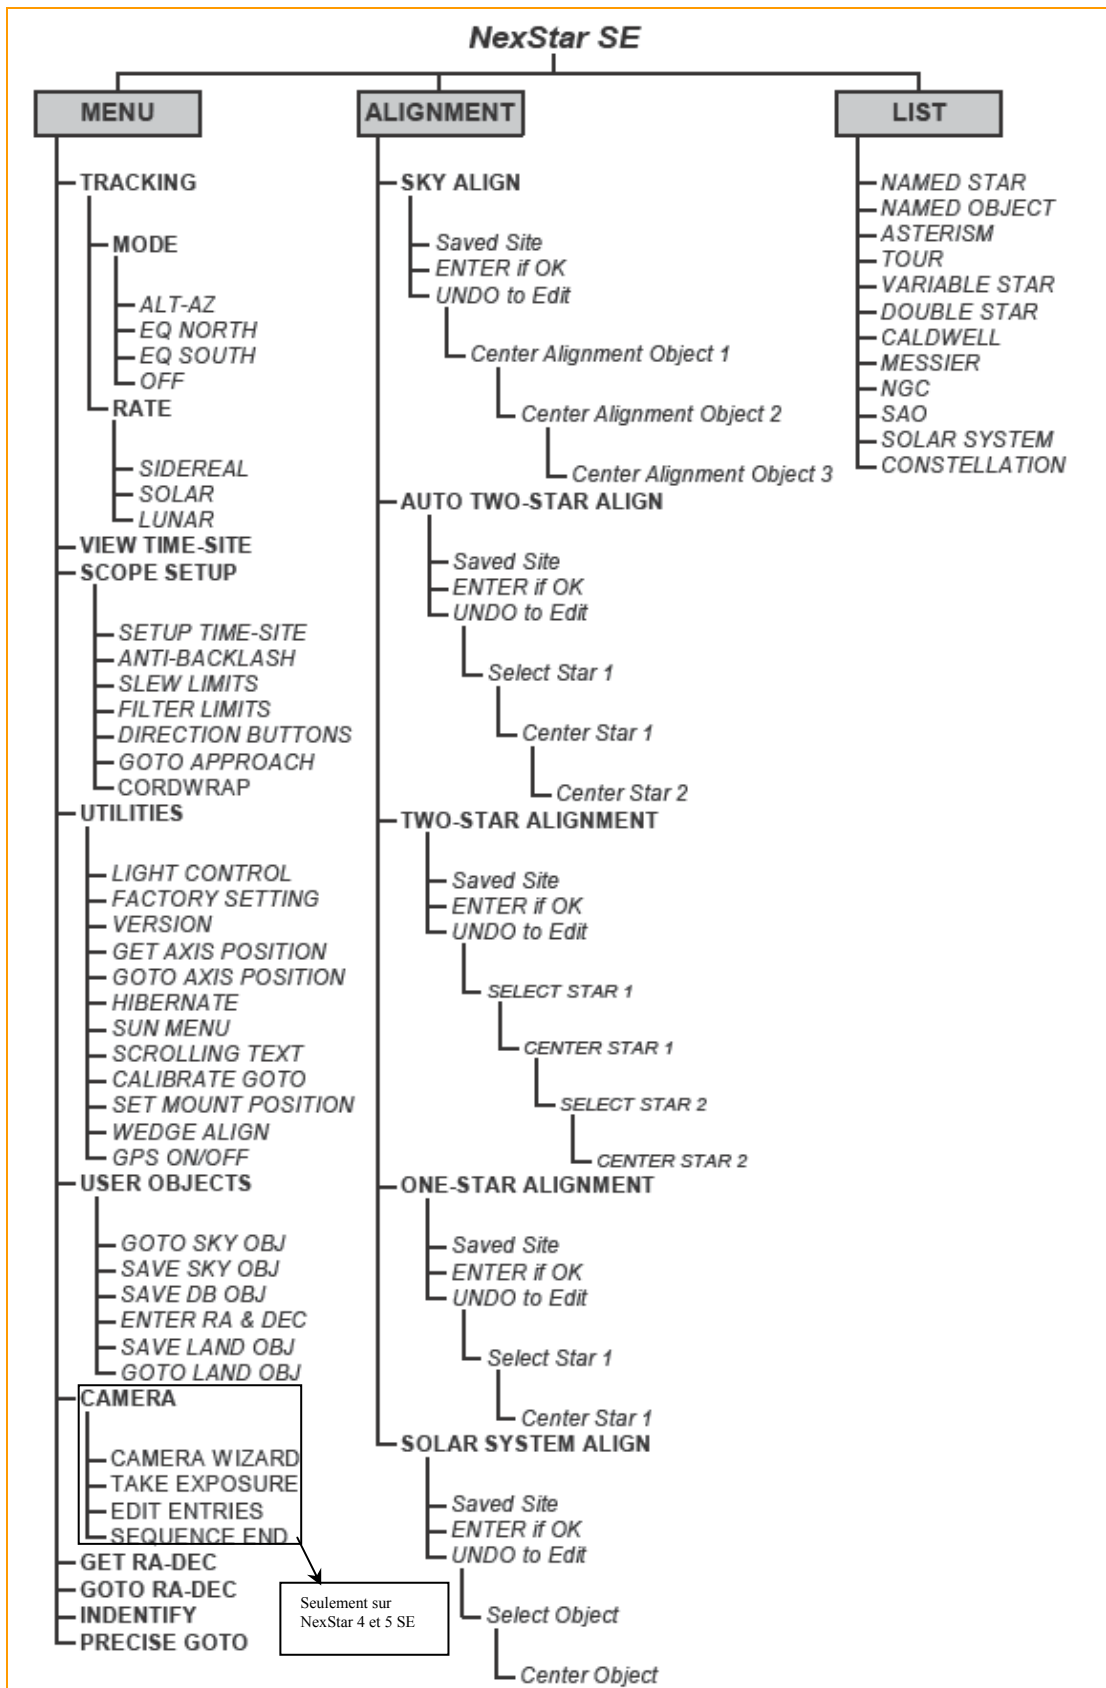 NexStar SE
MENU
TRACKING
MODE
ALT-AZ
EQ NORTH
EQ SOUTH
OFF
RATE
SIDEREAL
SOLAR
LUNAR
VIEW TIME-SITE
SCOPE SETUP
SETUP TIME-SITE
ANTI-BACKLASH
SLEW LIMITS
FILTER LIMITS
DIRECTION BUTTONS
GOTO APPROACH
CORDWRAP
UTILITIES
LIGHT CONTROL
FACTORY SETTING
VERSION
GET AXIS POSITION
GOTO AXIS POSITION
HIBERNATE
SUN MENU
SCROLLING TEXT
CALIBRATE GOTO
SET MOUNT POSITION
WEDGE ALIGN
GPS ON/OFF
USER OBJECTS
GOTO SKY OBJ
SAVE SKY OBJ
SAVE DB OBJ
ENTER RA & DEC
SAVE LAND OBJ
GOTO LAND OBJ
CAMERA
CAMERA WIZARD
TAKE EXPOSURE
EDIT ENTRIES
SEQUENCE END
GET RA-DEC
GOTO RA-DEC
INDENTIFY
PRECISE GOTO
Seulement sur
NexStar 4 et 5 SE
ALIGNMENT
SKY ALIGN
Saved Site
ENTER if OK
UNDO to Edit
Center Alignment Object 1
Center Alignment Object 2
Center Alignment Object 3
AUTO TWO-STAR ALIGN
Saved Site
ENTER if OK
UNDO to Edit
Select Star 1
Center Star 1
Center Star 2
TWO-STAR ALIGNMENT
Saved Site
ENTER if OK
UNDO to Edit
SELECT STAR 1
CENTER STAR 1
SELECT STAR 2
CENTER STAR 2
ONE-STAR ALIGNMENT
Saved Site
ENTER if OK
UNDO to Edit
Select Star 1
Center Star 1
SOLAR SYSTEM ALIGN
Saved Site
ENTER if OK
UNDO to Edit
Select Object
Center Object
LIST
NAMED STAR
NAMED OBJECT
ASTERISM
TOUR
VARIABLE STAR
DOUBLE STAR
CALDWELL
MESSIER
NGC
SAO
SOLAR SYSTEM
CONSTELLATION